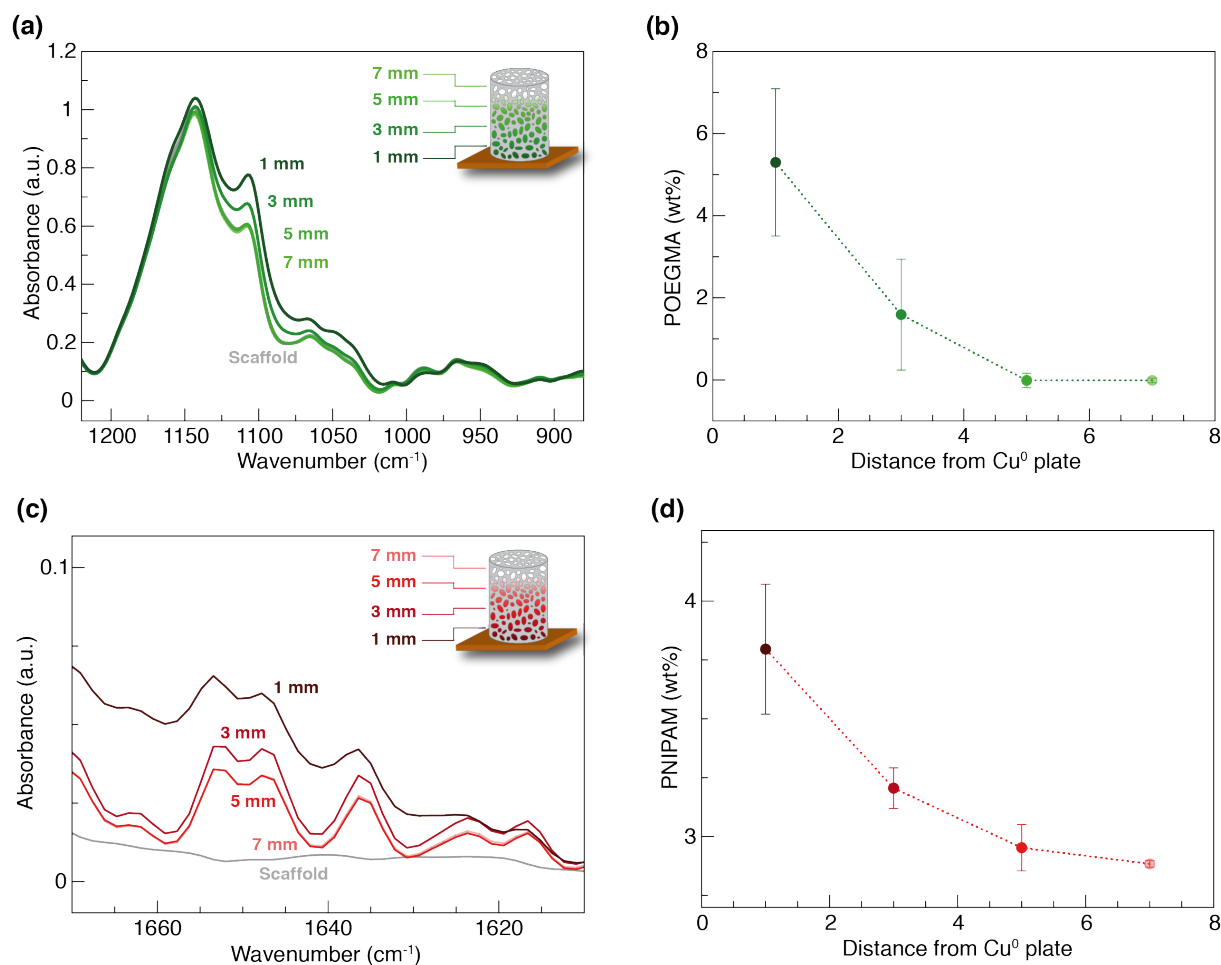 (a)
1.2
1
0.8
0.6
0.4
0.2
0
Absorbance (a.u.)
1200 1150 1100 1050 1000 950 900
Wavenumber (cm⁻¹)
1 mm
3 mm
5 mm
7 mm
Scaffold
7 mm
5 mm
3 mm
1 mm
(b)
8
6
4
2
0
POEGMA (wt%)
0 2 4 6 8
Distance from Cu⁰ plate
(c)
0.1
0
Absorbance (a.u.)
1660 1640 1620
Wavenumber (cm⁻¹)
1 mm
3 mm
5 mm
7 mm
Scaffold
7 mm
5 mm
3 mm
1 mm
(d)
4
3
PNIPAM (wt%)
0 2 4 6 8
Distance from Cu⁰ plate